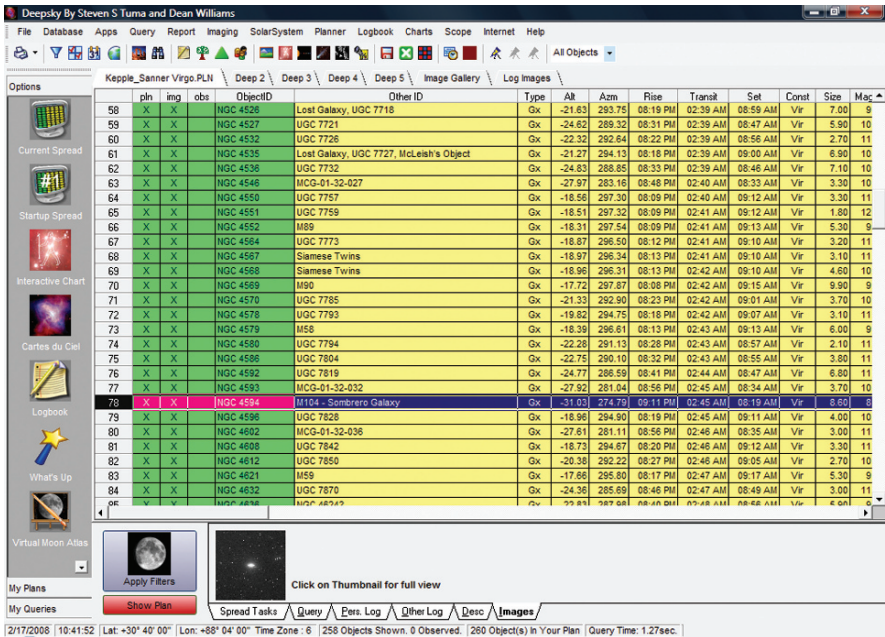 Deepsky By Steven S Tuma and Dean Williams
File Database Apps Query Report Imaging SolarSystem Planner Logbook Charts Scope Internet Help
All Objects
Options
Keppie_Sanner Virgo.PLN Deep 2 Deep 3 Deep 4 Deep 5 Image Gallery Log Images
pln img obs ObjectID Other ID Type Alt Azm Rise Transit Set Const Size Mag
58 X X NGC 4526 Lost Galaxy, UGC 7718 Gx -21.63 293.75 08:19 PM 02:39 AM 08:59 AM Vir 7.00 9
59 X X NGC 4527 UGC 7721 Gx -24.62 289.32 08:31 PM 02:39 AM 08:47 AM Vir 5.90 10
60 X X NGC 4532 UGC 7726 Gx -22.32 292.64 08:22 PM 02:39 AM 08:56 AM Vir 2.70 11
61 X X NGC 4535 Lost Galaxy, UGC 7727, McLeish's Object Gx -21.27 294.13 08:18 PM 02:39 AM 09:00 AM Vir 6.90 10
62 X X NGC 4536 UGC 7732 Gx -24.83 288.85 08:33 PM 02:39 AM 08:46 AM Vir 7.10 10
63 X X NGC 4546 MCG-01-32-027 Gx -27.97 283.16 08:48 PM 02:40 AM 08:33 AM Vir 3.30 10
64 X X NGC 4550 UGC 7757 Gx -18.56 297.30 08:09 PM 02:40 AM 09:12 AM Vir 3.30 11
65 X X NGC 4551 UGC 7759 Gx -18.51 297.32 08:09 PM 02:41 AM 09:12 AM Vir 1.80 12
66 X X NGC 4552 M89 Gx -18.31 297.54 08:09 PM 02:41 AM 09:13 AM Vir 5.30 9
67 X X NGC 4564 UGC 7773 Gx -18.87 296.50 08:12 PM 02:41 AM 09:10 AM Vir 3.20 11
68 X X NGC 4567 Siamese Twins Gx -18.97 296.34 08:13 PM 02:41 AM 09:10 AM Vir 3.10 11
69 X X NGC 4568 Siamese Twins Gx -18.96 296.31 08:13 PM 02:42 AM 09:10 AM Vir 4.60 10
70 X X NGC 4569 M90 Gx -17.72 297.87 08:08 PM 02:42 AM 09:15 AM Vir 9.90 9
71 X X NGC 4570 UGC 7785 Gx -21.33 292.90 08:23 PM 02:42 AM 09:01 AM Vir 3.70 10
72 X X NGC 4578 UGC 7793 Gx -19.82 294.75 08:18 PM 02:42 AM 09:07 AM Vir 3.10 11
73 X X NGC 4579 M58 Gx -18.39 296.61 08:13 PM 02:43 AM 09:13 AM Vir 6.00 9
74 X X NGC 4580 UGC 7794 Gx -22.28 291.13 08:28 PM 02:43 AM 08:57 AM Vir 2.10 11
75 X X NGC 4586 UGC 7804 Gx -22.75 290.10 08:32 PM 02:43 AM 08:55 AM Vir 3.80 11
76 X X NGC 4592 UGC 7819 Gx -24.77 286.59 08:41 PM 02:44 AM 08:47 AM Vir 6.80 11
77 X X NGC 4593 MCG-01-32-032 Gx -27.92 281.04 08:56 PM 02:45 AM 08:34 AM Vir 3.70 10
78 X X NGC 4594 M104 - Sombrero Galaxy Gx -31.03 274.79 09:11 PM 02:45 AM 08:19 AM Vir 8.60 8
79 X X NGC 4596 UGC 7828 Gx -18.96 294.90 08:19 PM 02:45 AM 09:11 AM Vir 4.00 10
80 X X NGC 4602 MCG-01-32-036 Gx -27.61 281.11 08:56 PM 02:46 AM 08:35 AM Vir 3.00 11
81 X X NGC 4608 UGC 7842 Gx -18.73 294.67 08:20 PM 02:46 AM 09:12 AM Vir 3.30 11
82 X X NGC 4612 UGC 7850 Gx -20.38 292.22 08:27 PM 02:46 AM 09:05 AM Vir 2.70 10
83 X X NGC 4621 M59 Gx -17.66 295.80 08:17 PM 02:47 AM 09:17 AM Vir 5.30 9
84 X X NGC 4632 UGC 7870 Gx -24.36 285.69 08:46 PM 02:47 AM 08:49 AM Vir 3.00 11
Current Spread
#1
Startup Spread
Interactive Chart
Cartes du Ciel
Logbook
What's Up
Virtual Moon Atlas
My Plans
My Queries
Apply Filters
Show Plan
Click on Thumbnail for full view
Spread Tasks Query Pers. Log Other Log Desc Images
2/17/2008 10:41:52 Lat: +30° 40' 00" Lon: +88° 04' 00" Time Zone : 6 258 Objects Shown. 0 Observed. 260 Object(s) In Your Plan Query Time: 1.27sec.